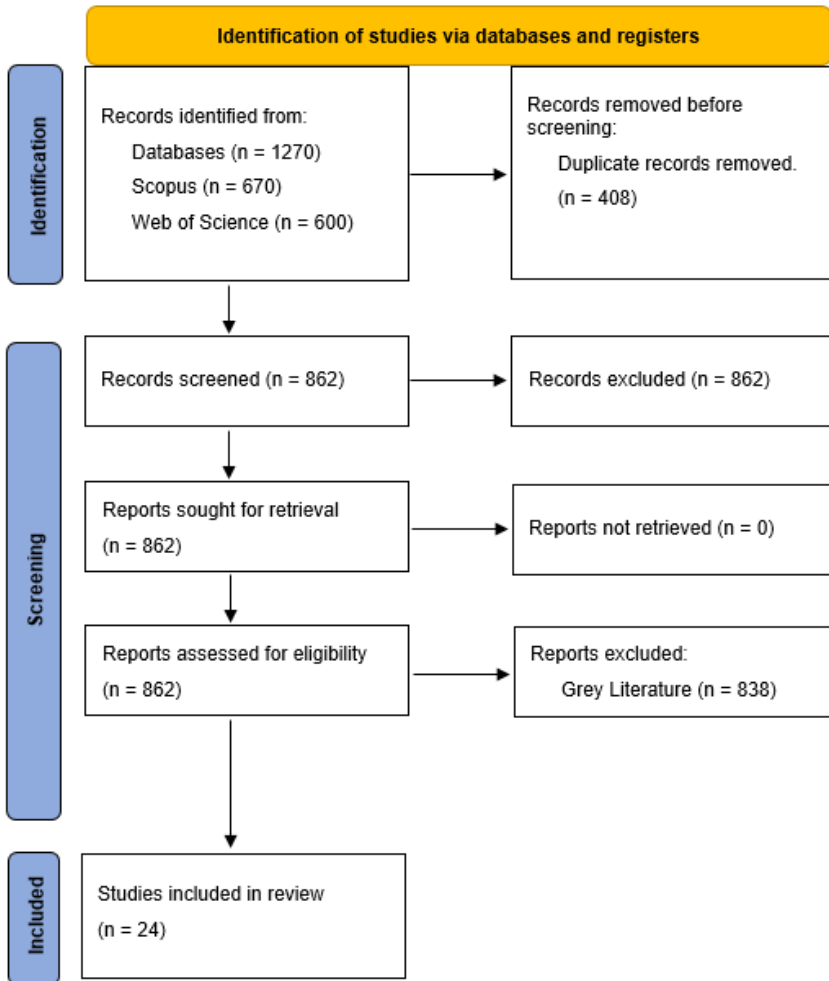 Identification of studies via databases and registers
Identification
Records identified from:
Databases (n = 1270)
Scopus (n = 670)
Web of Science (n = 600)
Records removed before
screening:
Duplicate records removed.
(n = 408)
Screening
Records screened (n = 862)
Records excluded (n = 862)
Reports sought for retrieval
(n = 862)
Reports not retrieved (n = 0)
Reports assessed for eligibility
(n = 862)
Reports excluded:
Grey Literature (n = 838)
Included
Studies included in review
(n = 24)